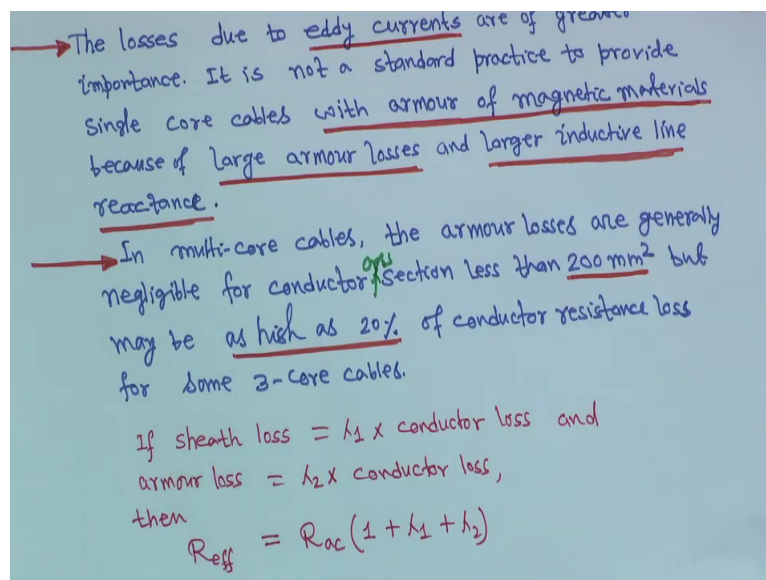 The losses due to eddy currents are of greater
importance. It is not a standard practice to provide
single core cables with armour of magnetic materials
because of large armour losses and larger inductive line
reactance.
In multi-core cables, the armour losses are generally
negligible for conductor section less than 200 mm² but
may be as high as 20% of conductor resistance loss
for some 3-core cables.
If sheath loss = λ1 x conductor loss and
armour loss = λ2 x conductor loss,
then
Reff = Rac (1 + λ1 + λ2)